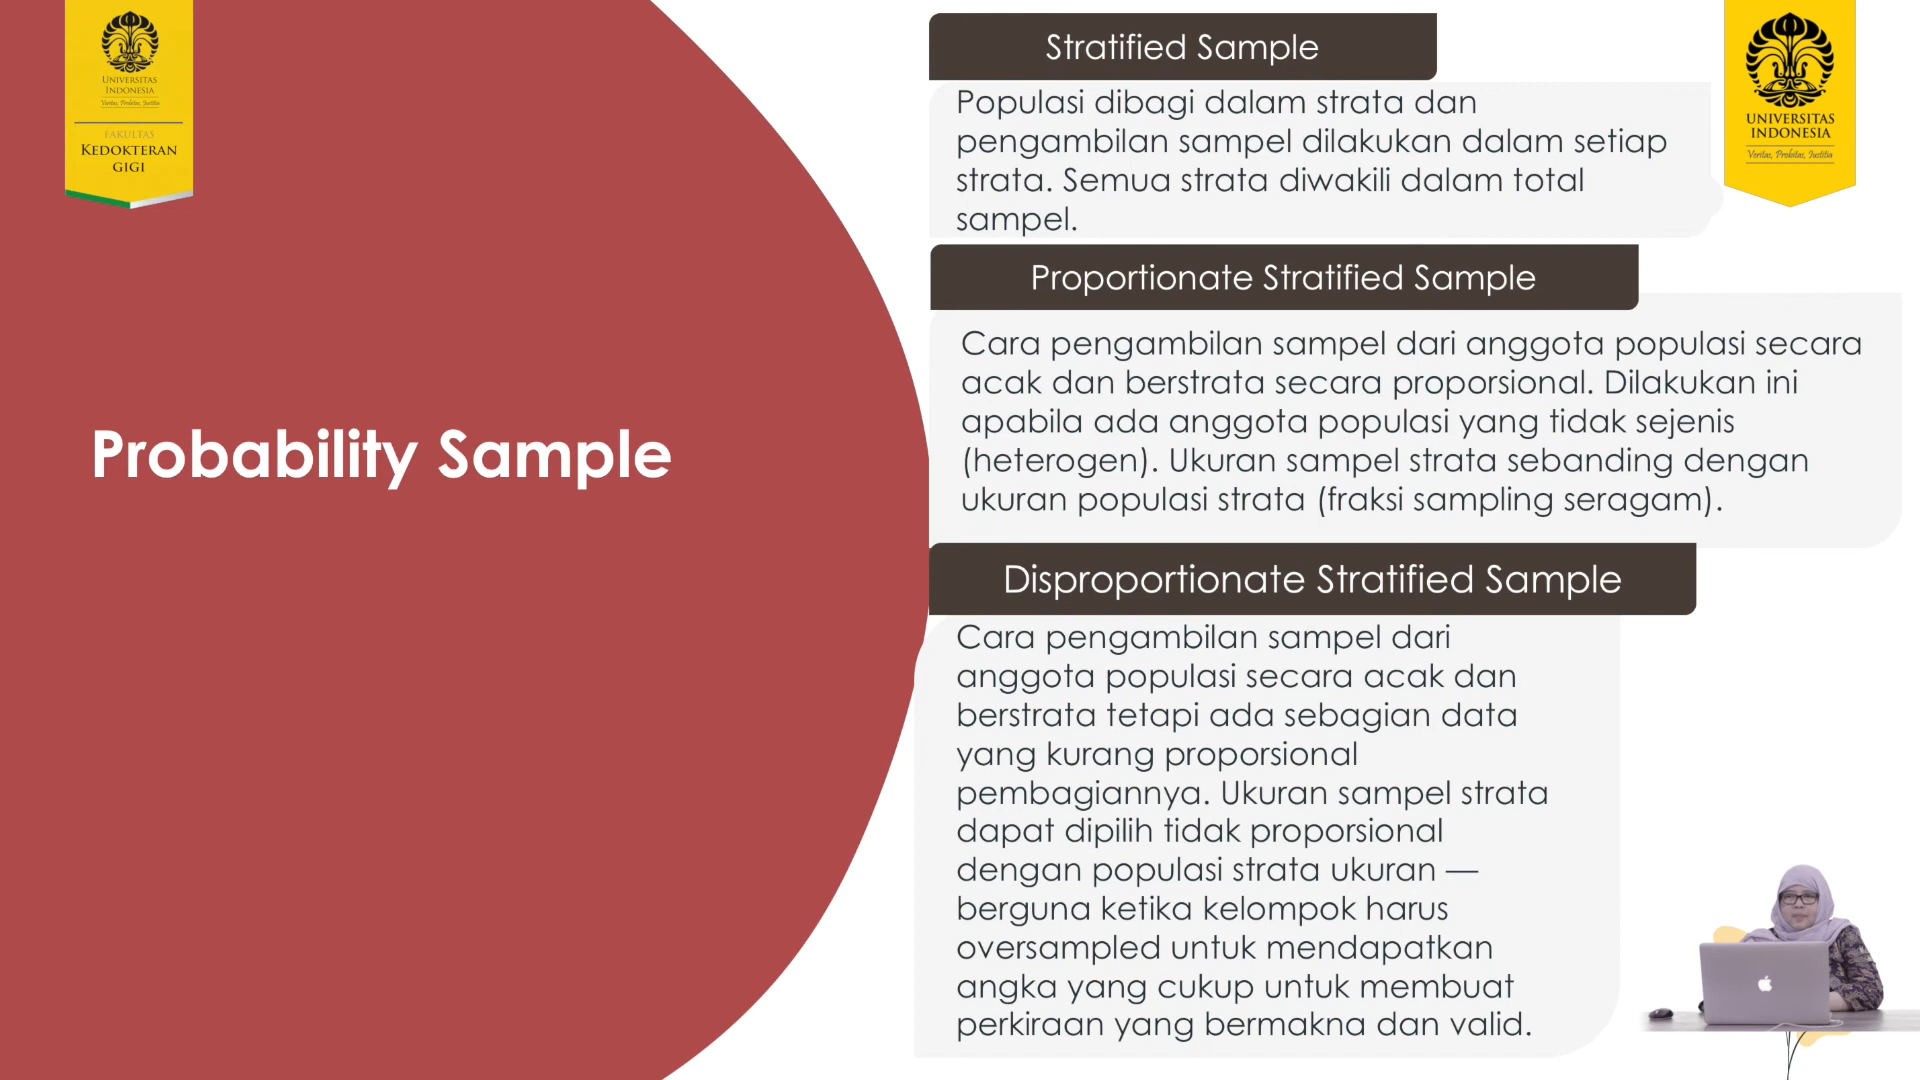 UNIVERSITAS
INDONESIA
Veritas, Probitas, Justitia
FAKULTAS
KEDOKTERAN
GIGI
Probability Sample
Stratified Sample
Populasi dibagi dalam strata dan
pengambilan sampel dilakukan dalam setiap
strata. Semua strata diwakili dalam total
sampel.
UNIVERSITAS
INDONESIA
Veritas, Probitas, Justitia
Proportionate Stratified Sample
Cara pengambilan sampel dari anggota populasi secara
acak dan berstrata secara proporsional. Dilakukan ini
apabila ada anggota populasi yang tidak sejenis
(heterogen). Ukuran sampel strata sebanding dengan
ukuran populasi strata (fraksi sampling seragam).
Disproportionate Stratified Sample
Cara pengambilan sampel dari
anggota populasi secara acak dan
berstrata tetapi ada sebagian data
yang kurang proporsional
pembagiannya. Ukuran sampel strata
dapat dipilih tidak proporsional
dengan populasi strata ukuran —
berguna ketika kelompok harus
oversampled untuk mendapatkan
angka yang cukup untuk membuat
perkiraan yang bermakna dan valid.